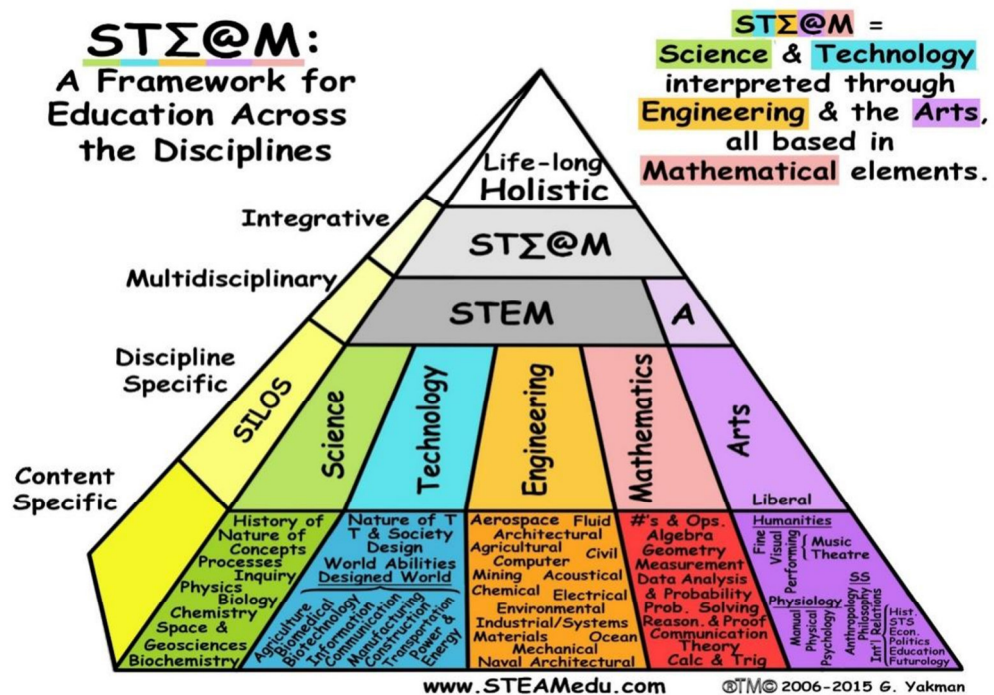 STΣ@M:
A Framework for
Education Across
the Disciplines
STΣ@M =
Science & Technology
interpreted through
Engineering & the Arts,
all based in
Mathematical elements.
Life-long
Holistic
Integrative
STΣ@M
Multidisciplinary
STEM
A
Discipline
Specific
SILOS
Science
Technology
Engineering
Mathematics
Arts
Liberal
Content
Specific
History of
Nature of
Concepts
Processes
Inquiry
Physics
Biology
Chemistry
Space &
Geosciences
Biochemistry
Nature of T
T & Society
Design
World Abilities
Designed World
Agriculture
Biomedical
Biotechnology
Information
Communication
Manufacturing
Construction
Transportation
Power &
Energy
Aerospace Fluid
Architectural
Agricultural Civil
Computer
Mining Acoustical
Chemical Electrical
Environmental
Industrial/Systems
Materials Ocean
Mechanical
Naval Architectural
#'s & Ops.
Algebra
Geometry
Measurement
Data Analysis
& Probability
Prob. Solving
Reason. & Proof
Communication
Theory
Calc & Trig
Humanities
Fine
Visual
Performing
Music
Theatre
Physiology
Manual
Physical
Psychology
SS
Anthropology
Philosophy
Int'l Relations
Hist.
STS
Econ.
Politics
Education
Futurology
www.STEAMedu.com
®TM© 2006-2015 G. Yakman